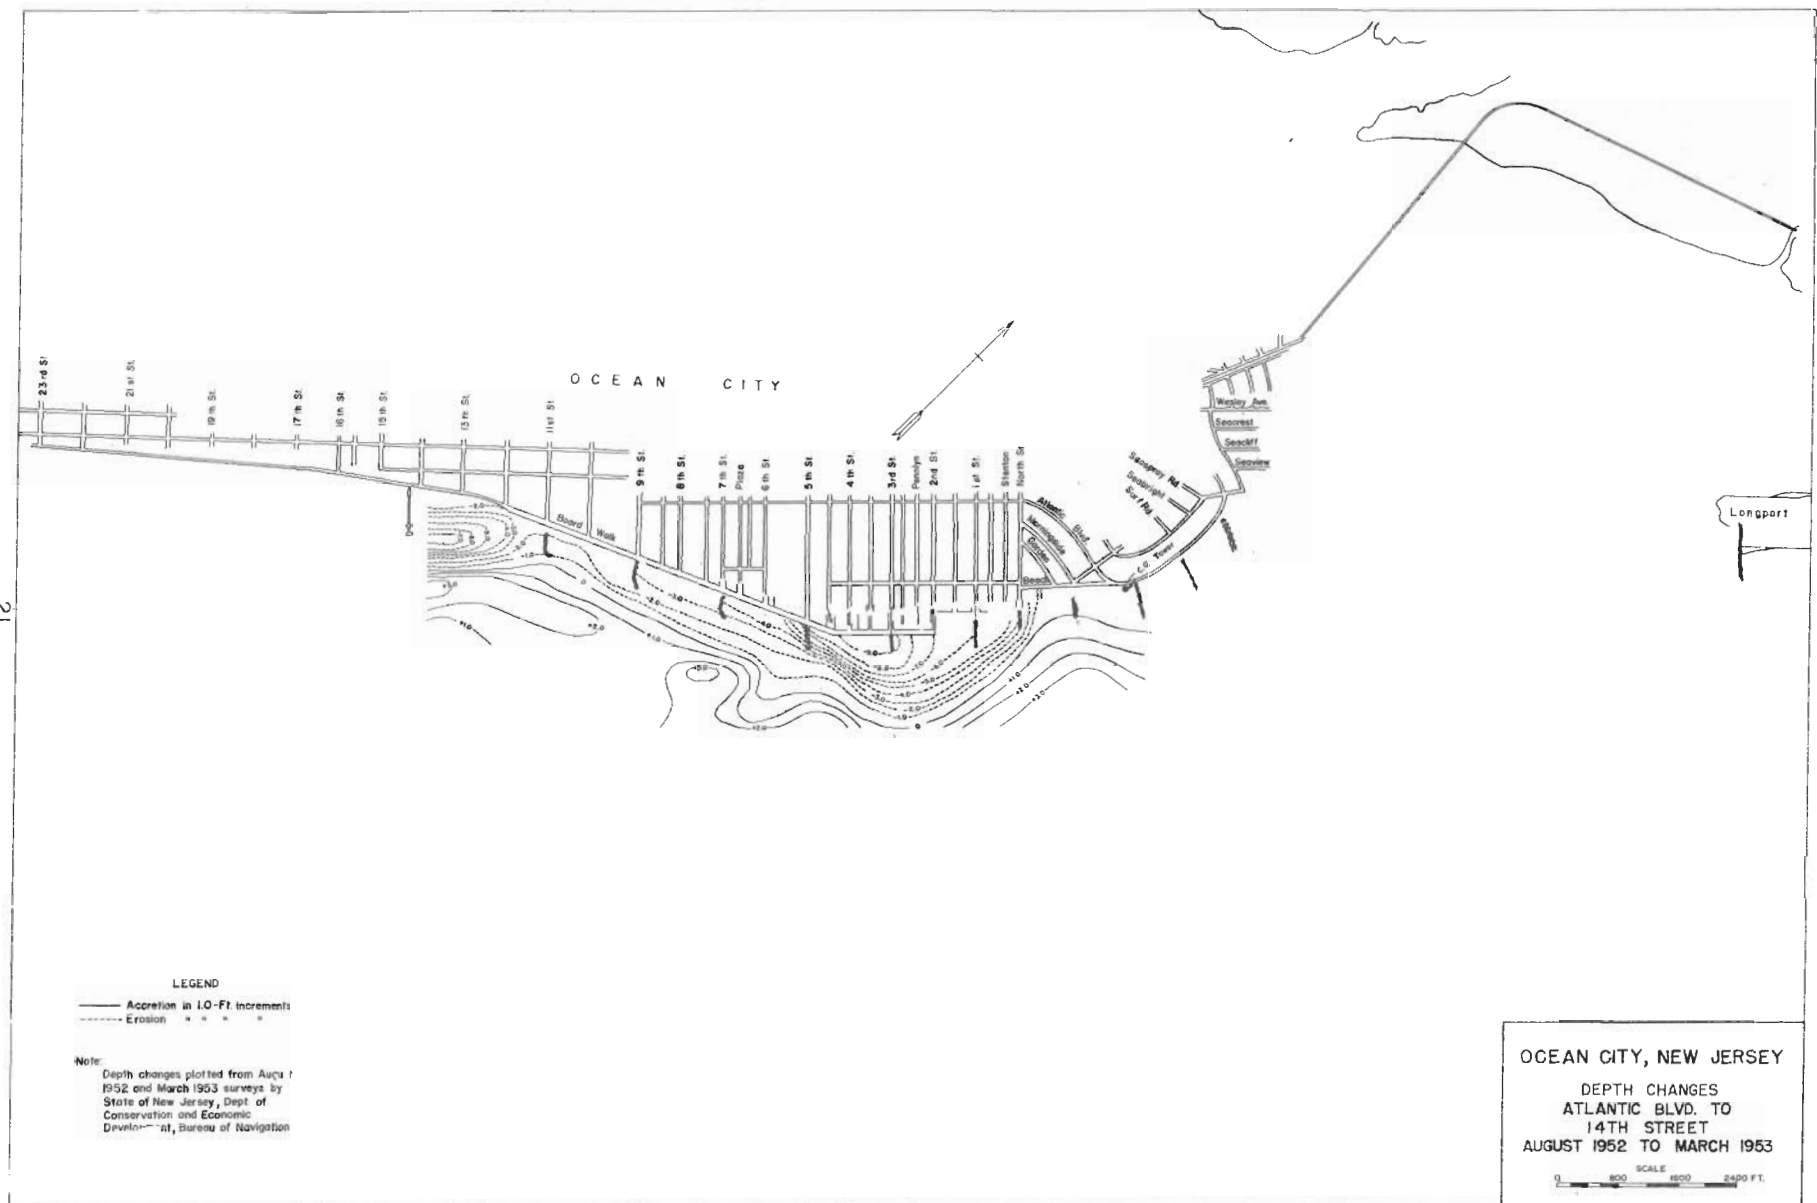 OCEAN CITY
23rd St.
21st St.
19th St.
17th St.
16th St.
15th St.
13th St.
11st St
9th St.
8th St.
7th St.
Plaza
6th St.
5th St.
4th St.
3rd St.
Pennlyn
2nd St.
1st St.
Stenton
North St
Board Walk
Atlantic Blvd.
Morningside
Garden
Beach
Seaspray Rd.
Seabright
Surf Rd.
C.G. Tower
Wesley Ave.
Seacrest
Seacliff
Seaview
Longport
21
LEGEND
Accretion in 1.0-Ft. Increments
Erosion " " " "
Note:
Depth changes plotted from
1952 and March 1953 surveys by
State of New Jersey, Dept. of
Conservation and Economic
Bureau of Navigation
OCEAN CITY, NEW JERSEY
DEPTH CHANGES
ATLANTIC BLVD. TO
14TH STREET
AUGUST 1952 TO MARCH 1953
SCALE
0 800 1600 2400 FT.